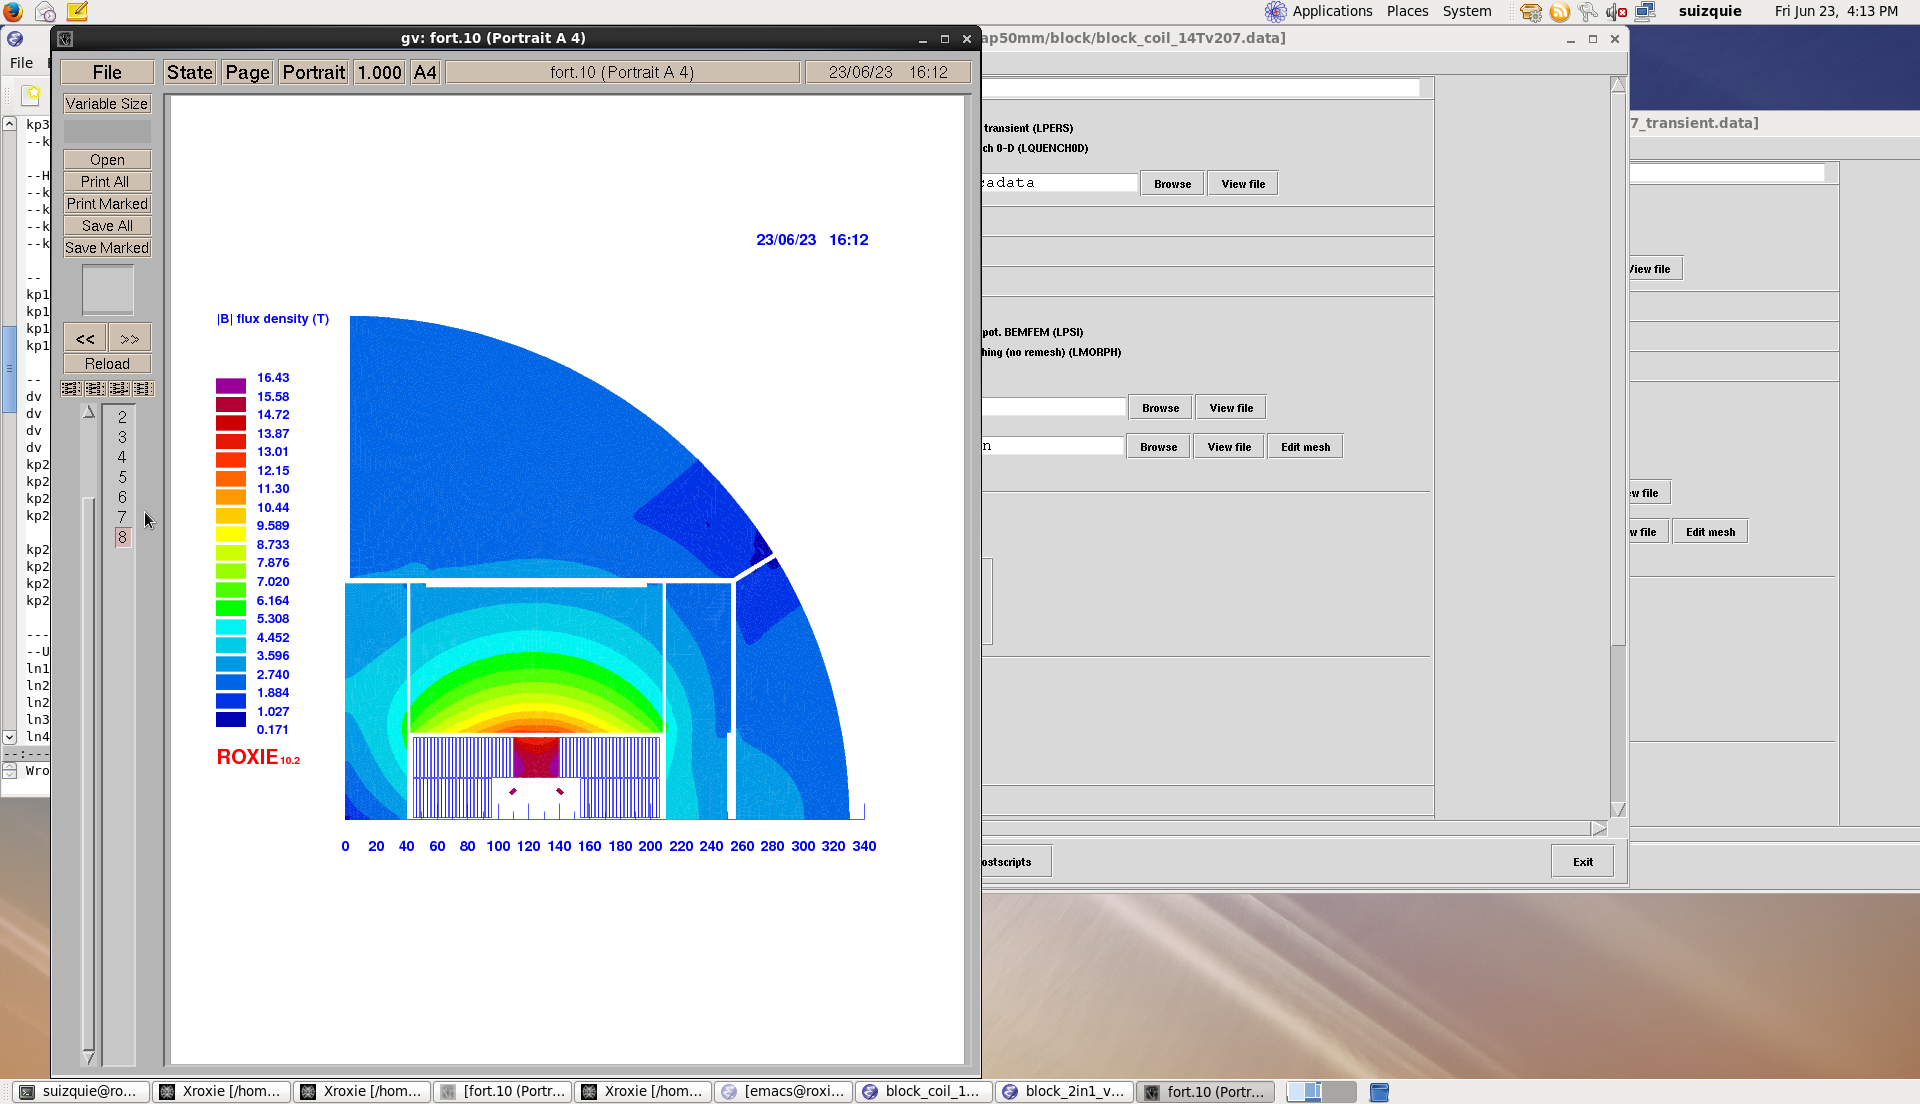 Applications Places System suizquie Fri Jun 23, 4:13 PM
gv: fort.10 (Portrait A 4)
ap50mm/block/block_coil_14Tv207.data]
File
File State Page Portrait 1.000 A4 fort.10 (Portrait A 4) 23/06/23 16:12
Variable Size
Open
Print All
Print Marked
Save All
Save Marked
<< >>
Reload
2
3
4
5
6
7
8
kp3
--k
--H
--k
--k
--k
--k
--
kp1
kp1
kp1
kp1
--
dv
dv
dv
dv
kp2
kp2
kp2
kp2
kp2
kp2
kp2
kp2
---
--U
ln1
ln2
ln2
ln3
ln4
--:---
Wro
23/06/23 16:12
|B| flux density (T)
16.43
15.58
14.72
13.87
13.01
12.15
11.30
10.44
9.589
8.733
7.876
7.020
6.164
5.308
4.452
3.596
2.740
1.884
1.027
0.171
ROXIE 10.2
0 20 40 60 80 100 120 140 160 180 200 220 240 260 280 300 320 340
transient (LPERS)
ch 0-D (LQUENCH0D)
adata Browse View file
pot. BEMFEM (LPSI)
hing (no remesh) (LMORPH)
Browse View file
n Browse View file Edit mesh
ostscripts Exit
7_transient.data]
View file
w file
w file Edit mesh
suizquie@ro... Xroxie [/hom... Xroxie [/hom... [fort.10 (Portr... Xroxie [/hom... [emacs@roxi... block_coil_1... block_2in1_v... fort.10 (Portr...